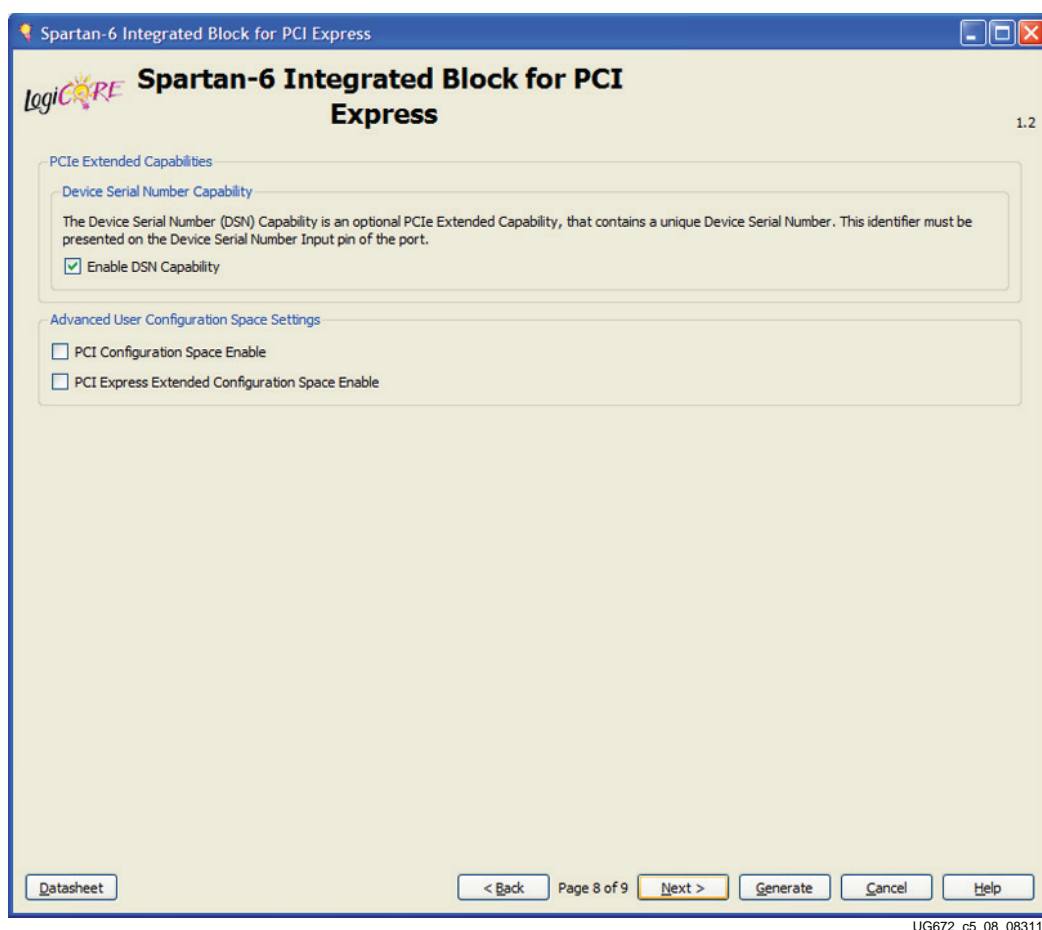 Spartan-6 Integrated Block for PCI Express
LogiCORE
Spartan-6 Integrated Block for PCI
Express
1.2
PCIe Extended Capabilities
Device Serial Number Capability
The Device Serial Number (DSN) Capability is an optional PCIe Extended Capability, that contains a unique Device Serial Number. This identifier must be
presented on the Device Serial Number Input pin of the port.
Enable DSN Capability
Advanced User Configuration Space Settings
PCI Configuration Space Enable
PCI Express Extended Configuration Space Enable
Datasheet
< Back
Page 8 of 9
Next >
Generate
Cancel
Help
UG672_c5_08_08311